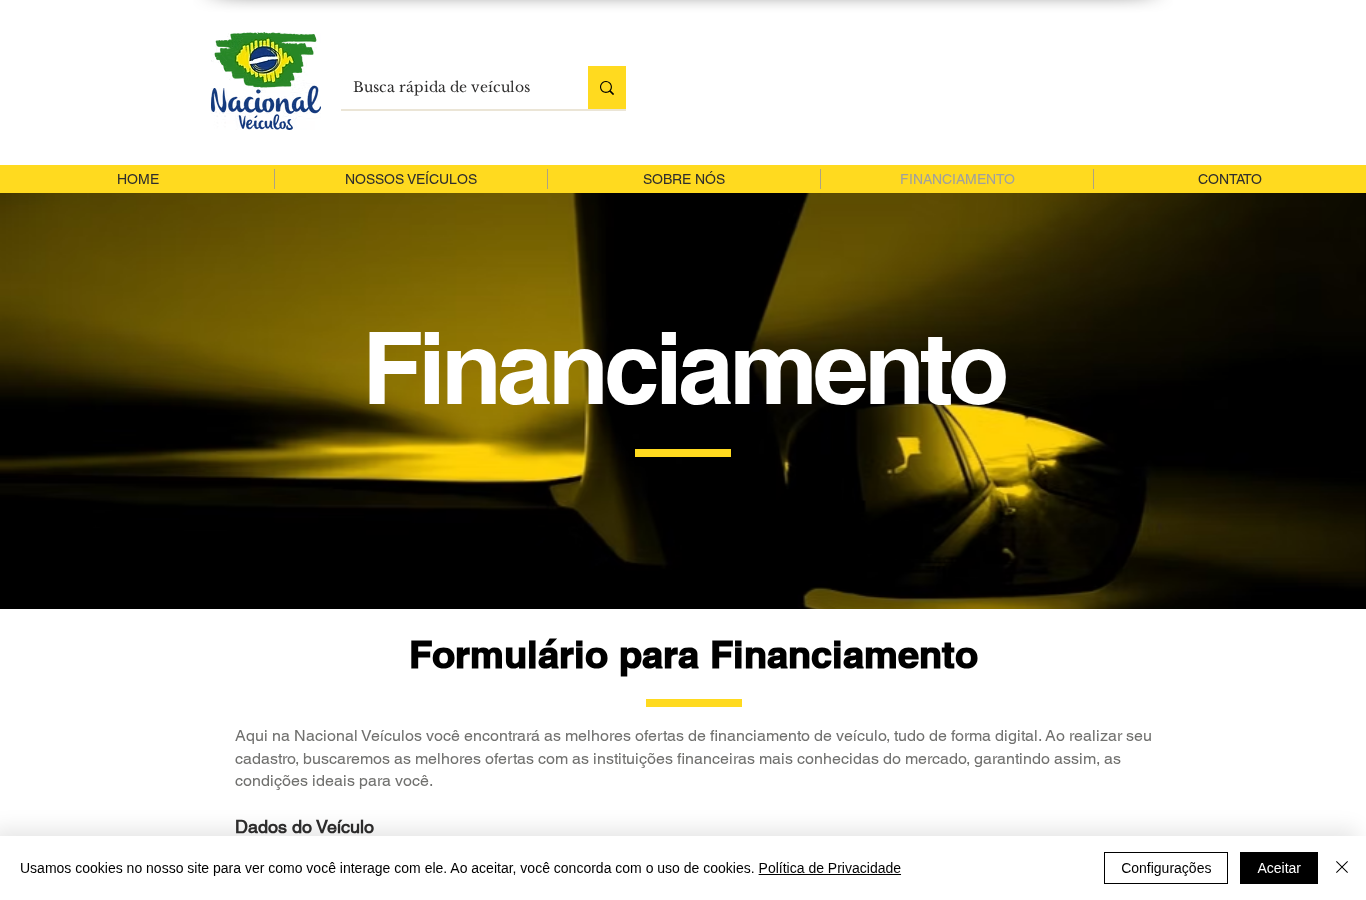 Nacional
Veículos
Busca rápida de veículos
HOME
NOSSOS VEÍCULOS
SOBRE NÓS
FINANCIAMENTO
CONTATO
Financiamento
Formulário para Financiamento
Aqui na Nacional Veículos você encontrará as melhores ofertas de financiamento de veículo, tudo de forma digital. Ao realizar seu
cadastro, buscaremos as melhores ofertas com as instituições financeiras mais conhecidas do mercado, garantindo assim, as
condições ideais para você.
Dados do Veículo
Usamos cookies no nosso site para ver como você interage com ele. Ao aceitar, você concorda com o uso de cookies. Política de Privacidade
Configurações
Aceitar